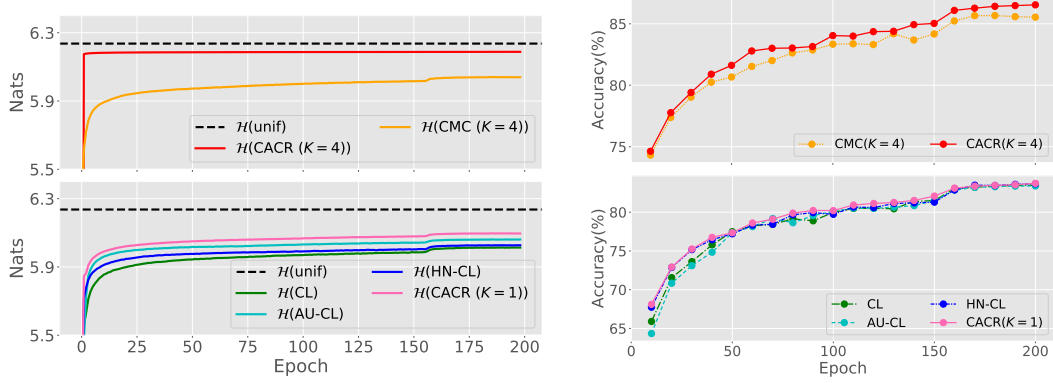 6.3
5.9
5.5
Nats
H(unif)
H(CACR (K = 4))
H(CMC (K = 4))
6.3
5.9
5.5
Nats
H(unif)
H(CL)
H(AU-CL)
H(HN-CL)
H(CACR (K = 1))
0 25 50 75 100 125 150 175 200
Epoch
85
80
75
Accuracy(%)
CMC(K = 4)
CACR(K = 4)
80
75
70
65
Accuracy(%)
CL
AU-CL
HN-CL
CACR(K = 1)
0 50 100 150 200
Epoch